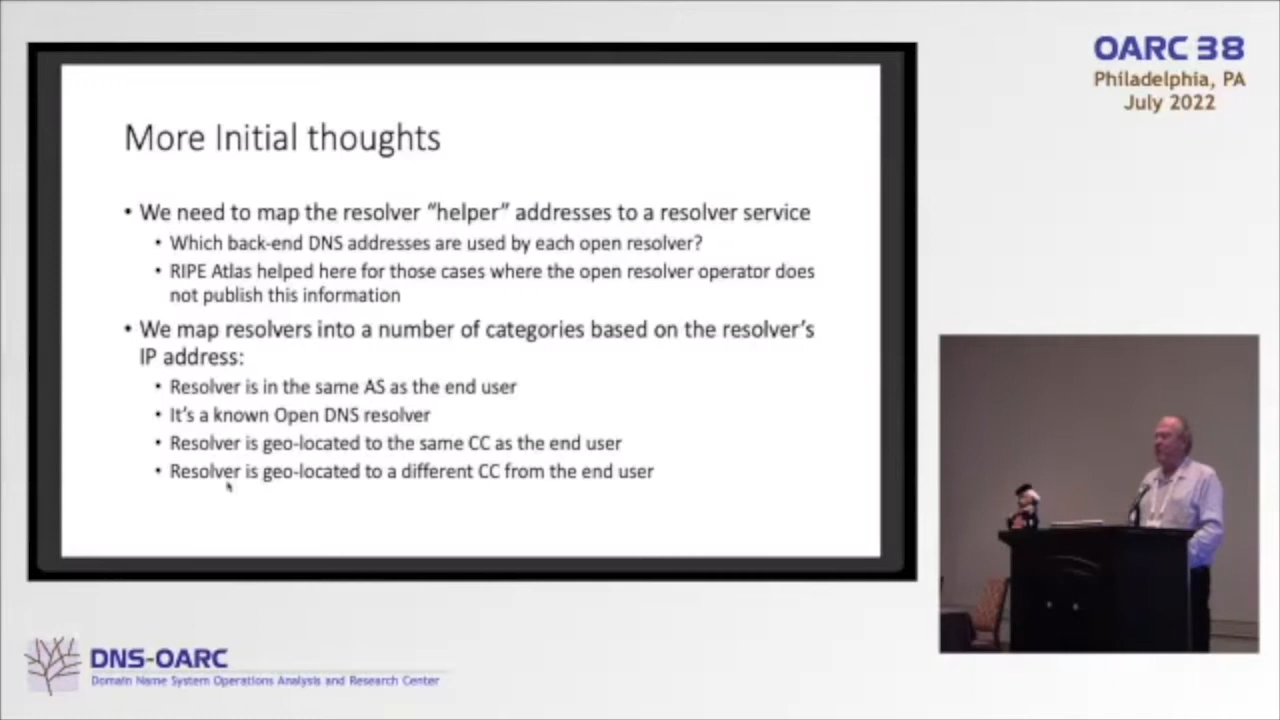 OARC 38
Philadelphia, PA
July 2022
More Initial thoughts
• We need to map the resolver “helper” addresses to a resolver service
• Which back-end DNS addresses are used by each open resolver?
• RIPE Atlas helped here for those cases where the open resolver operator does
not publish this information
• We map resolvers into a number of categories based on the resolver’s
IP address:
• Resolver is in the same AS as the end user
• It’s a known Open DNS resolver
• Resolver is geo-located to the same CC as the end user
• Resolver is geo-located to a different CC from the end user
DNS-OARC
Domain Name System Operations Analysis and Research Center